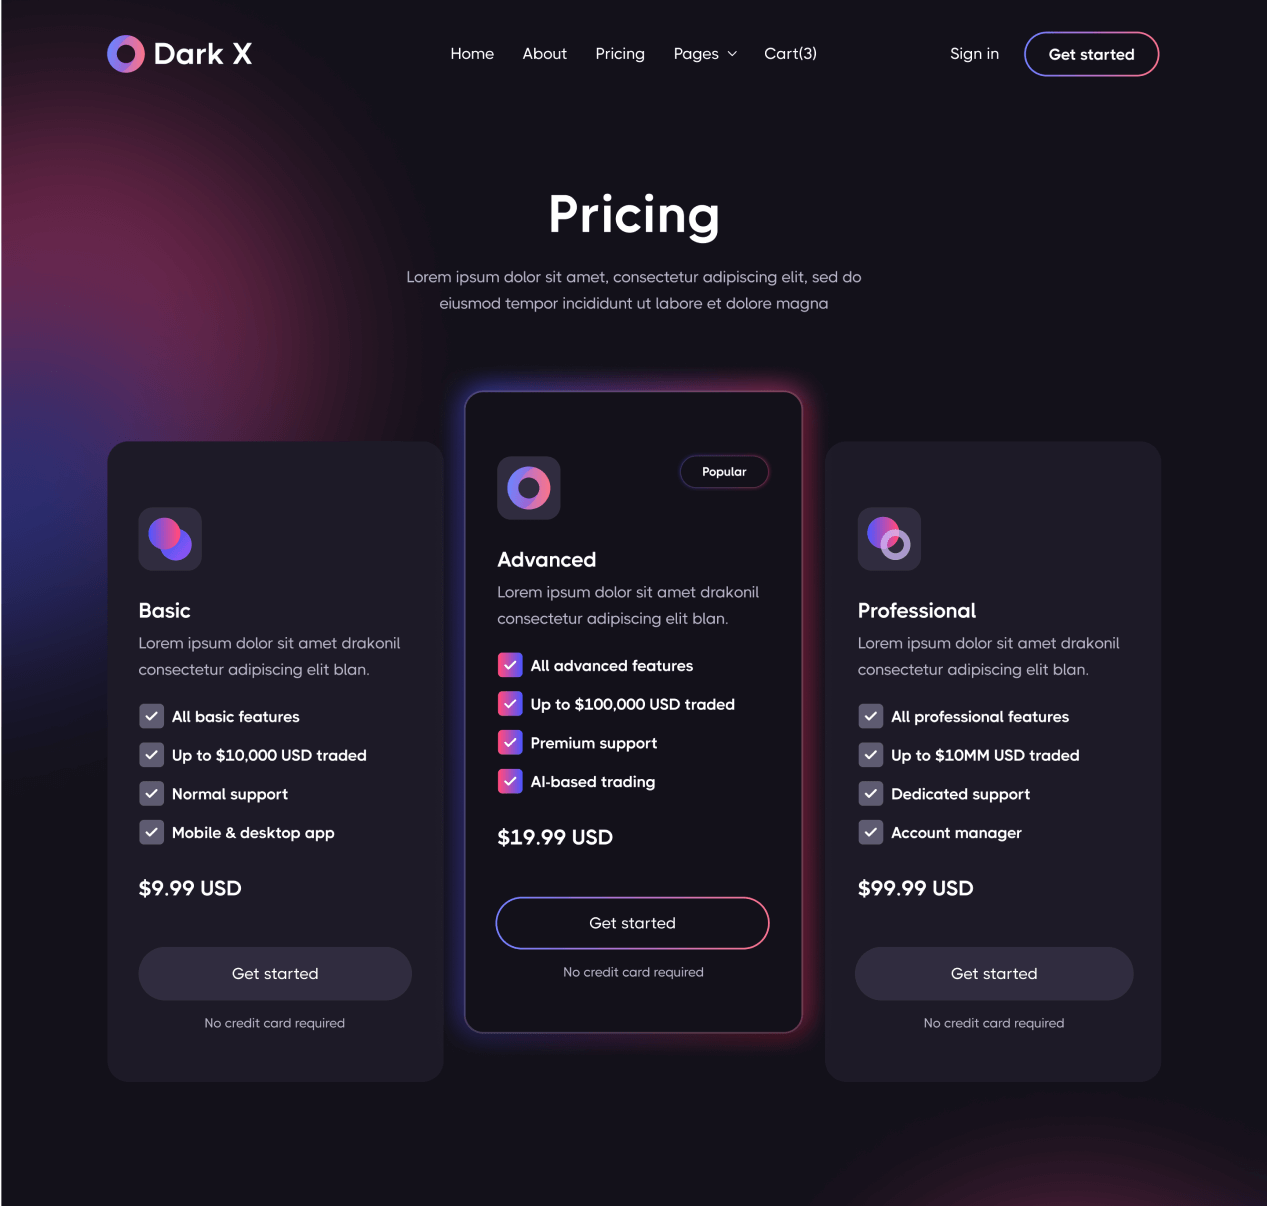 Dark X
Home
About
Pricing
Pages
Cart(3)
Sign in
Get started
Pricing
Lorem ipsum dolor sit amet, consectetur adipiscing elit, sed do
eiusmod tempor incididunt ut labore et dolore magna
Basic
Lorem ipsum dolor sit amet drakonil
consectetur adipiscing elit blan.
All basic features
Up to $10,000 USD traded
Normal support
Mobile & desktop app
$9.99 USD
Get started
No credit card required
Popular
Advanced
Lorem ipsum dolor sit amet drakonil
consectetur adipiscing elit blan.
All advanced features
Up to $100,000 USD traded
Premium support
AI-based trading
$19.99 USD
Get started
No credit card required
Professional
Lorem ipsum dolor sit amet drakonil
consectetur adipiscing elit blan.
All professional features
Up to $10MM USD traded
Dedicated support
Account manager
$99.99 USD
Get started
No credit card required